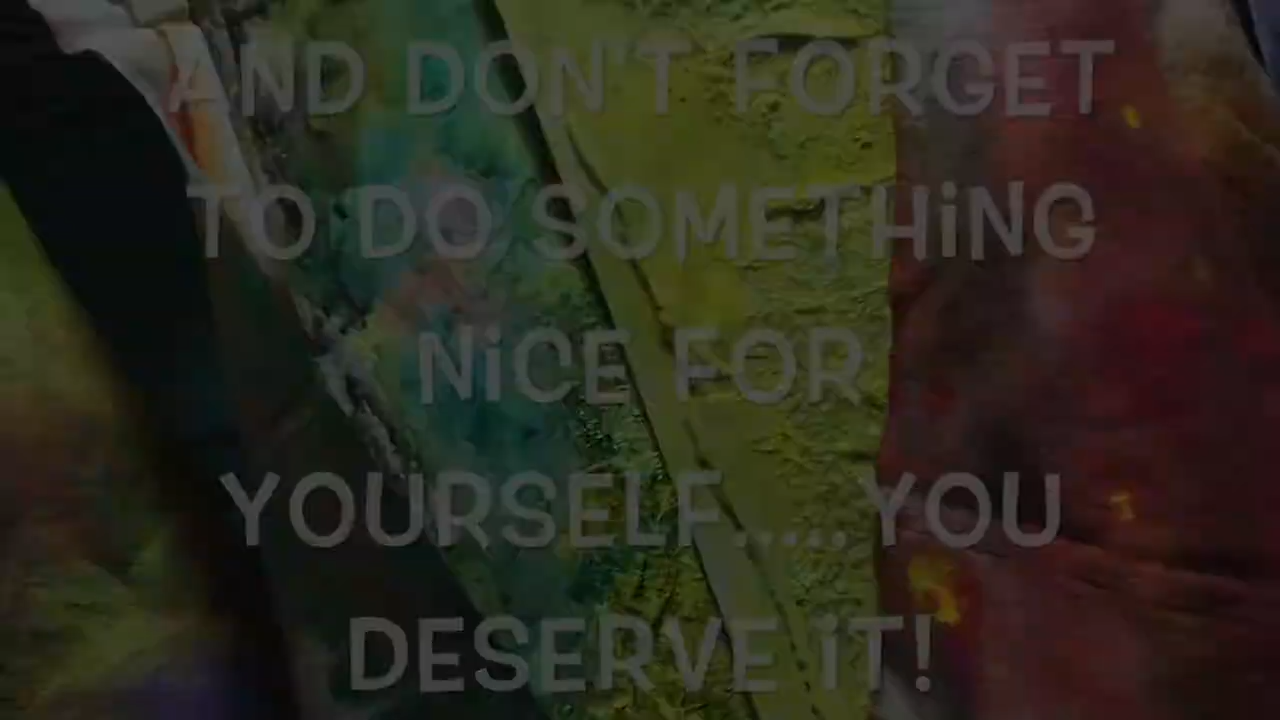 AND DON'T FORGET
TO DO SOMETHiNG
NiCE FOR
YOURSELF..... YOU
DESERVE iT!